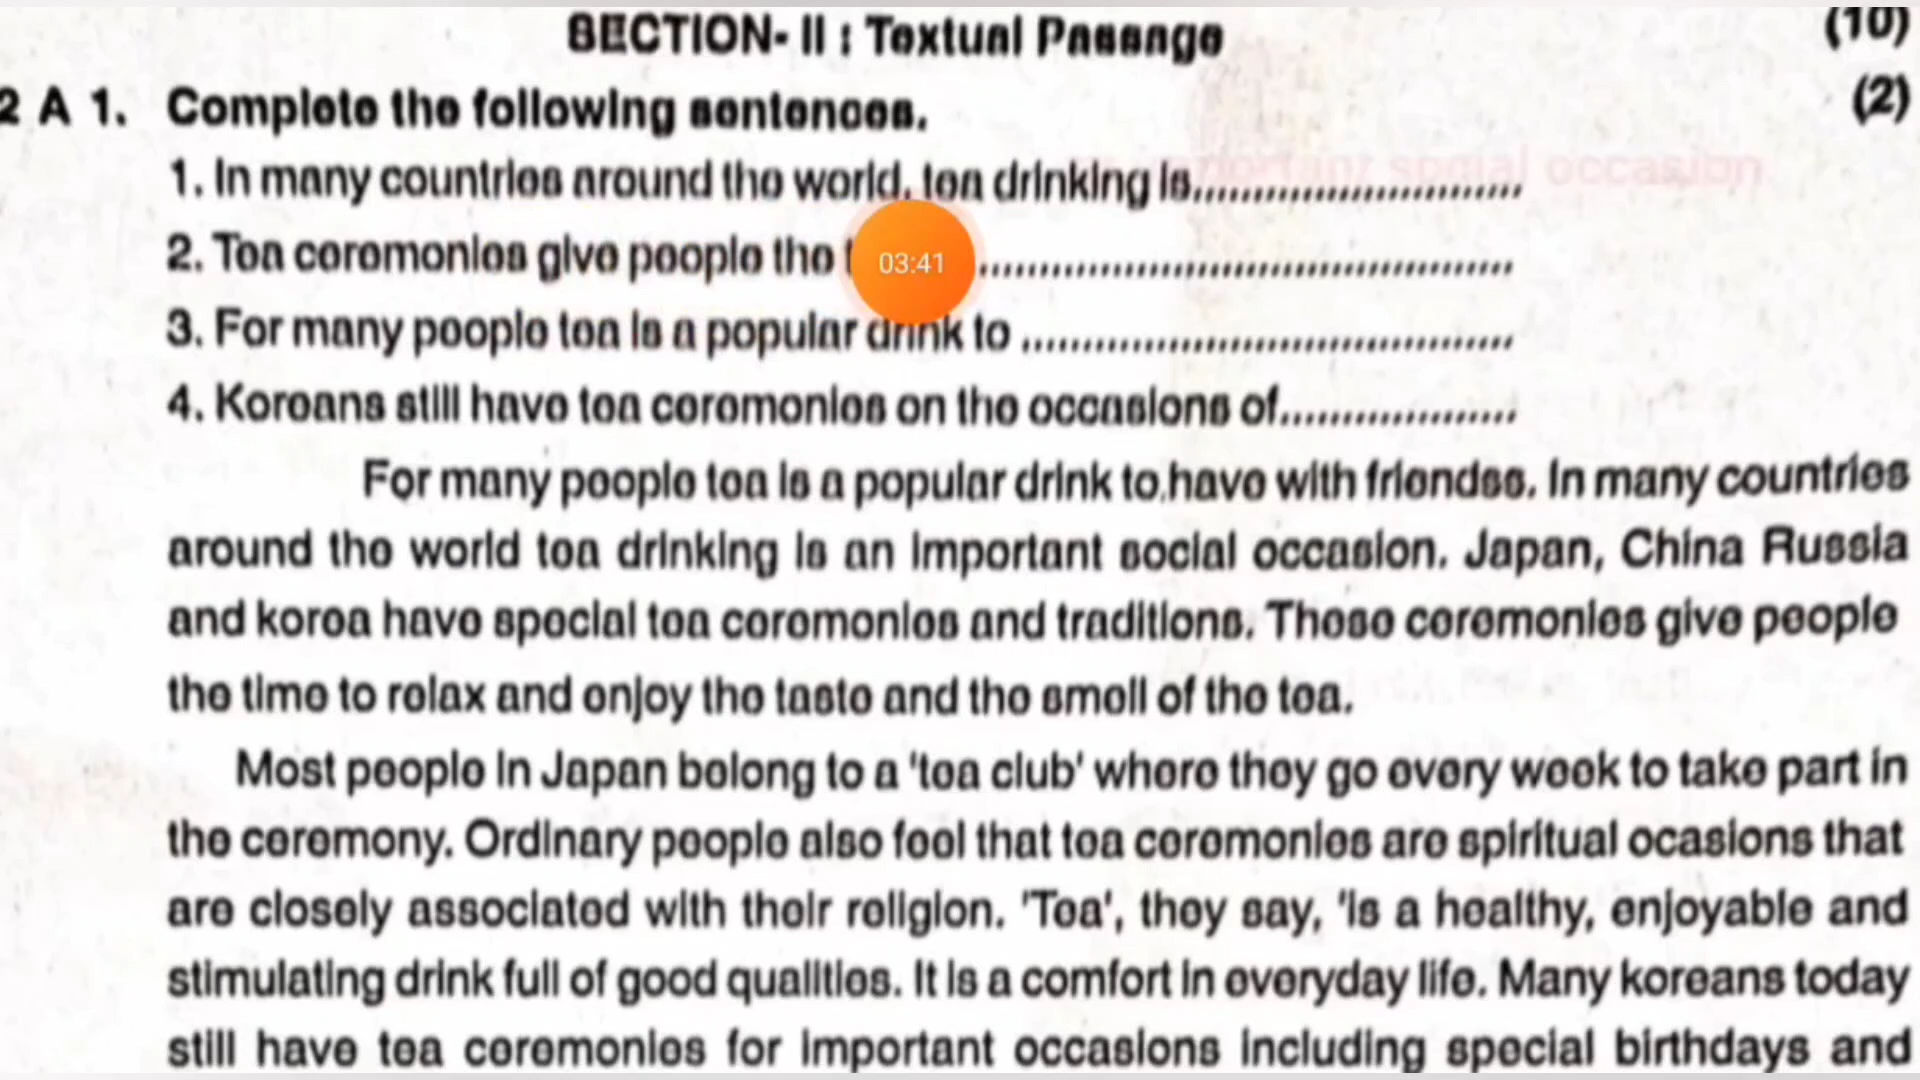 SECTION- II : Textual Passage (10)
2 A 1. Complete the following sentences. (2)
important special occasion
1. In many countries around the world, tea drinking is..........................
2. Tea ceremonies give people the 03:41 ............................................
3. For many people tea is a popular drink to ........................................
4. Koreans still have tea ceremonies on the occasions of...................
For many people tea is a popular drink to have with friendss. In many countries
around the world tea drinking is an important social occasion. Japan, China Russia
and korea have special tea ceremonies and traditions. These ceremonies give people
the time to relax and enjoy the taste and the smell of the tea.
Most people in Japan belong to a 'tea club' where they go every week to take part in
the ceremony. Ordinary people also feel that tea ceremonies are spiritual ocasions that
are closely associated with their religion. 'Tea', they say, 'is a healthy, enjoyable and
stimulating drink full of good qualities. It is a comfort in everyday life. Many koreans today
still have tea ceremonies for important occasions including special birthdays and